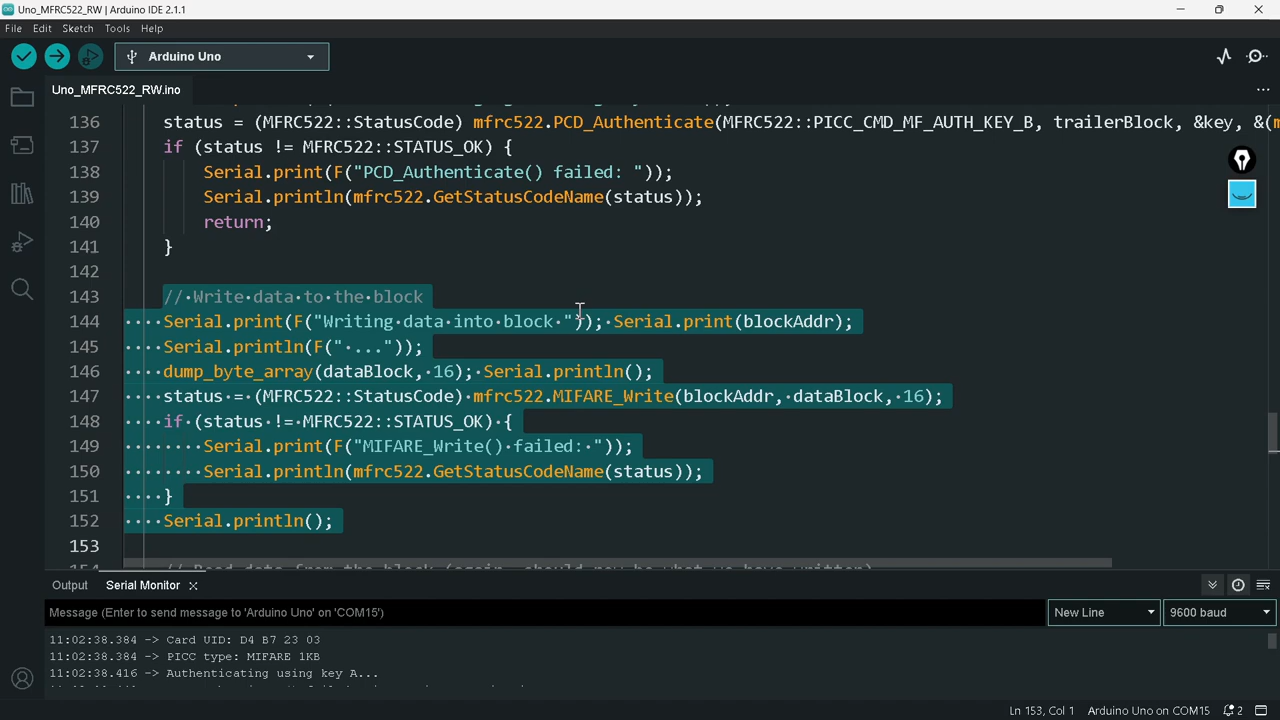 Uno_MFRC522_RW | Arduino IDE 2.1.1
File Edit Sketch Tools Help
Arduino Uno
Uno_MFRC522_RW.ino
136 status = (MFRC522::StatusCode) mfrc522.PCD_Authenticate(MFRC522::PICC_CMD_MF_AUTH_KEY_B, trailerBlock, &key, &(m
137 if (status != MFRC522::STATUS_OK) {
138 Serial.print(F("PCD_Authenticate() failed: "));
139 Serial.println(mfrc522.GetStatusCodeName(status));
140 return;
141 }
142
143 // Write data to the block
144 Serial.print(F("Writing data into block ")); Serial.print(blockAddr);
145 Serial.println(F(" ..."));
146 dump_byte_array(dataBlock, 16); Serial.println();
147 status = (MFRC522::StatusCode) mfrc522.MIFARE_Write(blockAddr, dataBlock, 16);
148 if (status != MFRC522::STATUS_OK) {
149 Serial.print(F("MIFARE_Write() failed: "));
150 Serial.println(mfrc522.GetStatusCodeName(status));
151 }
152 Serial.println();
153
Output Serial Monitor
Message (Enter to send message to 'Arduino Uno' on 'COM15')
New Line 9600 baud
11:02:38.384 -> Card UID: D4 B7 23 03
11:02:38.384 -> PICC type: MIFARE 1KB
11:02:38.416 -> Authenticating using key A...
Ln 153, Col 1 Arduino Uno on COM15 2